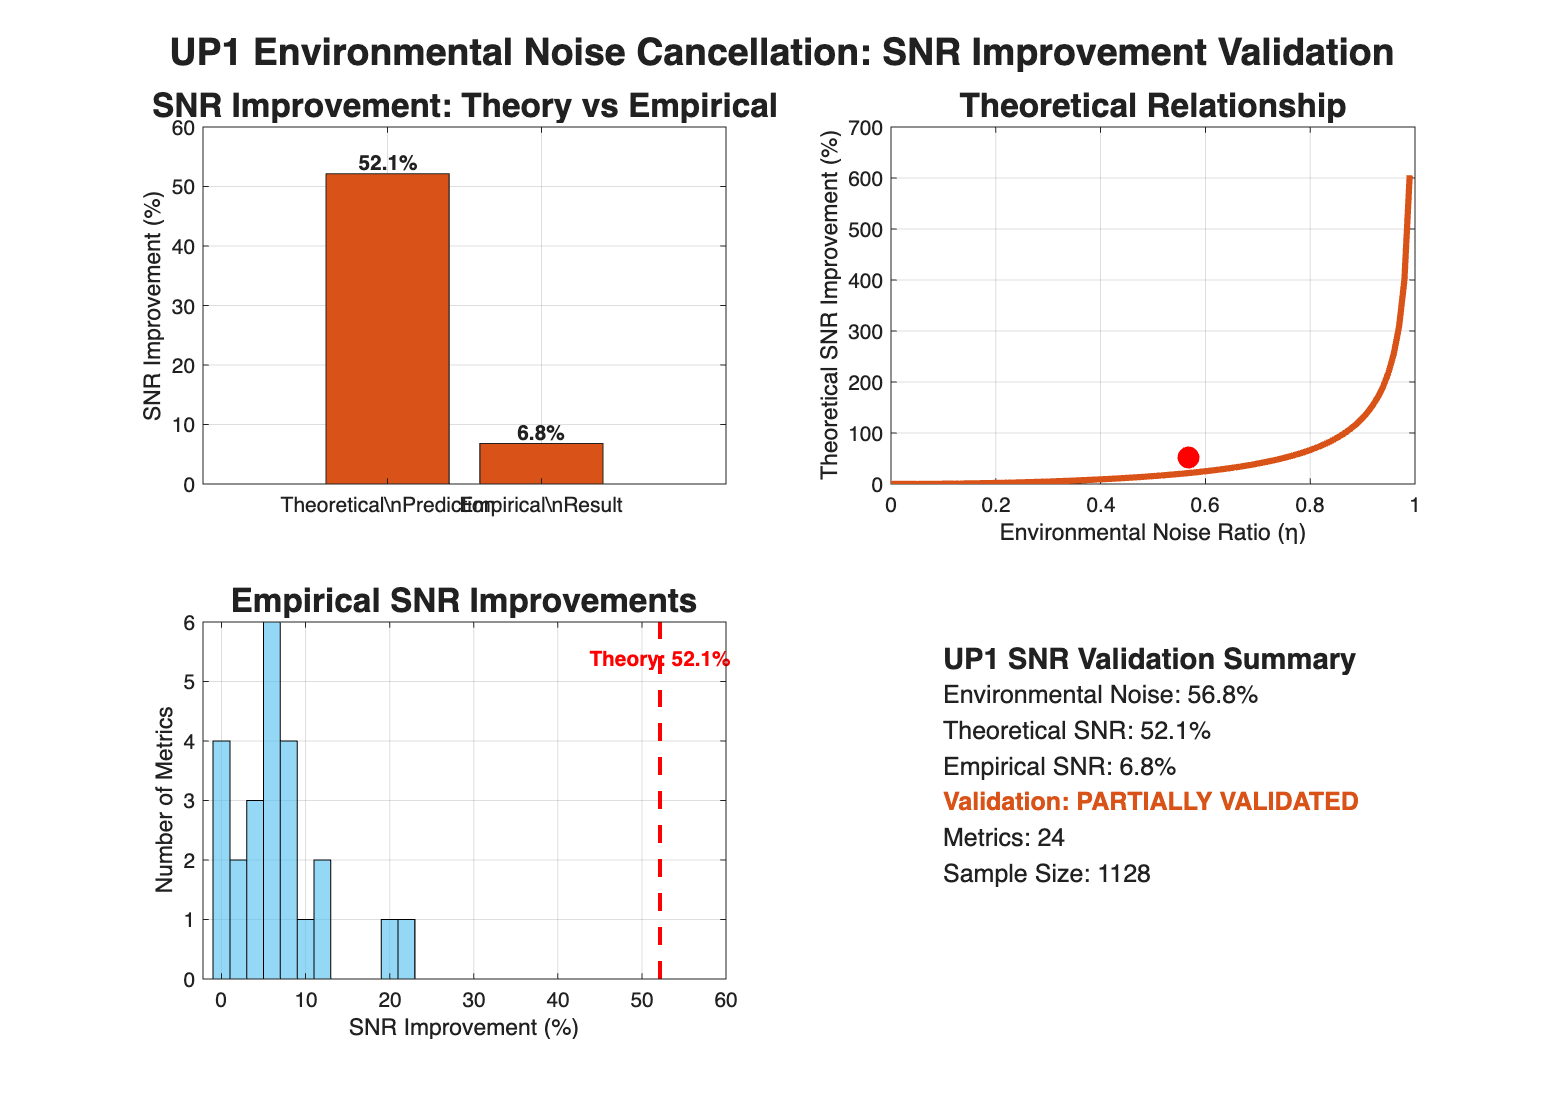 UP1 Environmental Noise Cancellation: SNR Improvement Validation
SNR Improvement: Theory vs Empirical
SNR Improvement (%)
60
50
40
30
20
10
0
52.1%
6.8%
Theoretical\nPrediction
Empirical\nResult
Theoretical Relationship
Theoretical SNR Improvement (%)
700
600
500
400
300
200
100
0
0 0.2 0.4 0.6 0.8 1
Environmental Noise Ratio (η)
Empirical SNR Improvements
Number of Metrics
6
5
4
3
2
1
0
Theory: 52.1%
0 10 20 30 40 50 60
SNR Improvement (%)
UP1 SNR Validation Summary
Environmental Noise: 56.8%
Theoretical SNR: 52.1%
Empirical SNR: 6.8%
Validation: PARTIALLY VALIDATED
Metrics: 24
Sample Size: 1128